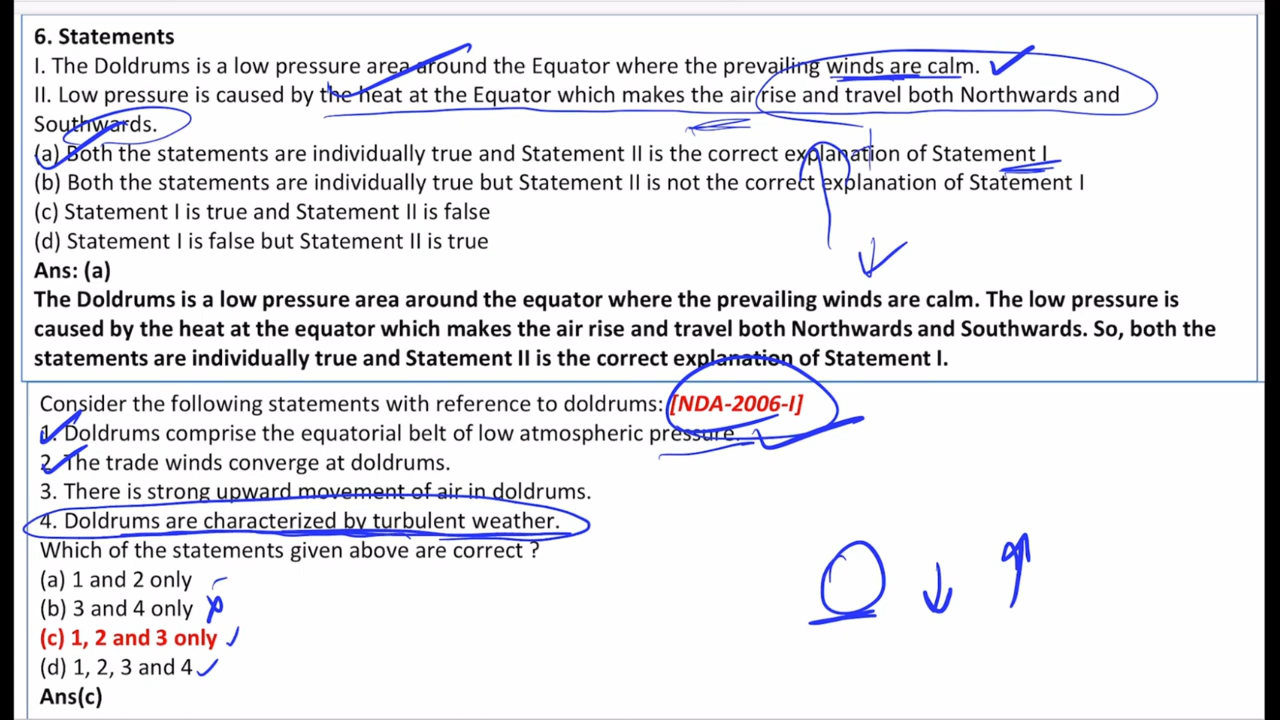 6. Statements
I. The Doldrums is a low pressure area around the Equator where the prevailing winds are calm.
II. Low pressure is caused by the heat at the Equator which makes the air rise and travel both Northwards and
Southwards.
(a) Both the statements are individually true and Statement II is the correct explanation of Statement I
(b) Both the statements are individually true but Statement II is not the correct explanation of Statement I
(c) Statement I is true and Statement II is false
(d) Statement I is false but Statement II is true
Ans: (a)
The Doldrums is a low pressure area around the equator where the prevailing winds are calm. The low pressure is
caused by the heat at the equator which makes the air rise and travel both Northwards and Southwards. So, both the
statements are individually true and Statement II is the correct explanation of Statement I.
Consider the following statements with reference to doldrums: [NDA-2006-I]
1. Doldrums comprise the equatorial belt of low atmospheric pressure.
2. The trade winds converge at doldrums.
3. There is strong upward movement of air in doldrums.
4. Doldrums are characterized by turbulent weather.
Which of the statements given above are correct ?
(a) 1 and 2 only
(b) 3 and 4 only
(c) 1, 2 and 3 only
(d) 1, 2, 3 and 4
Ans(c)